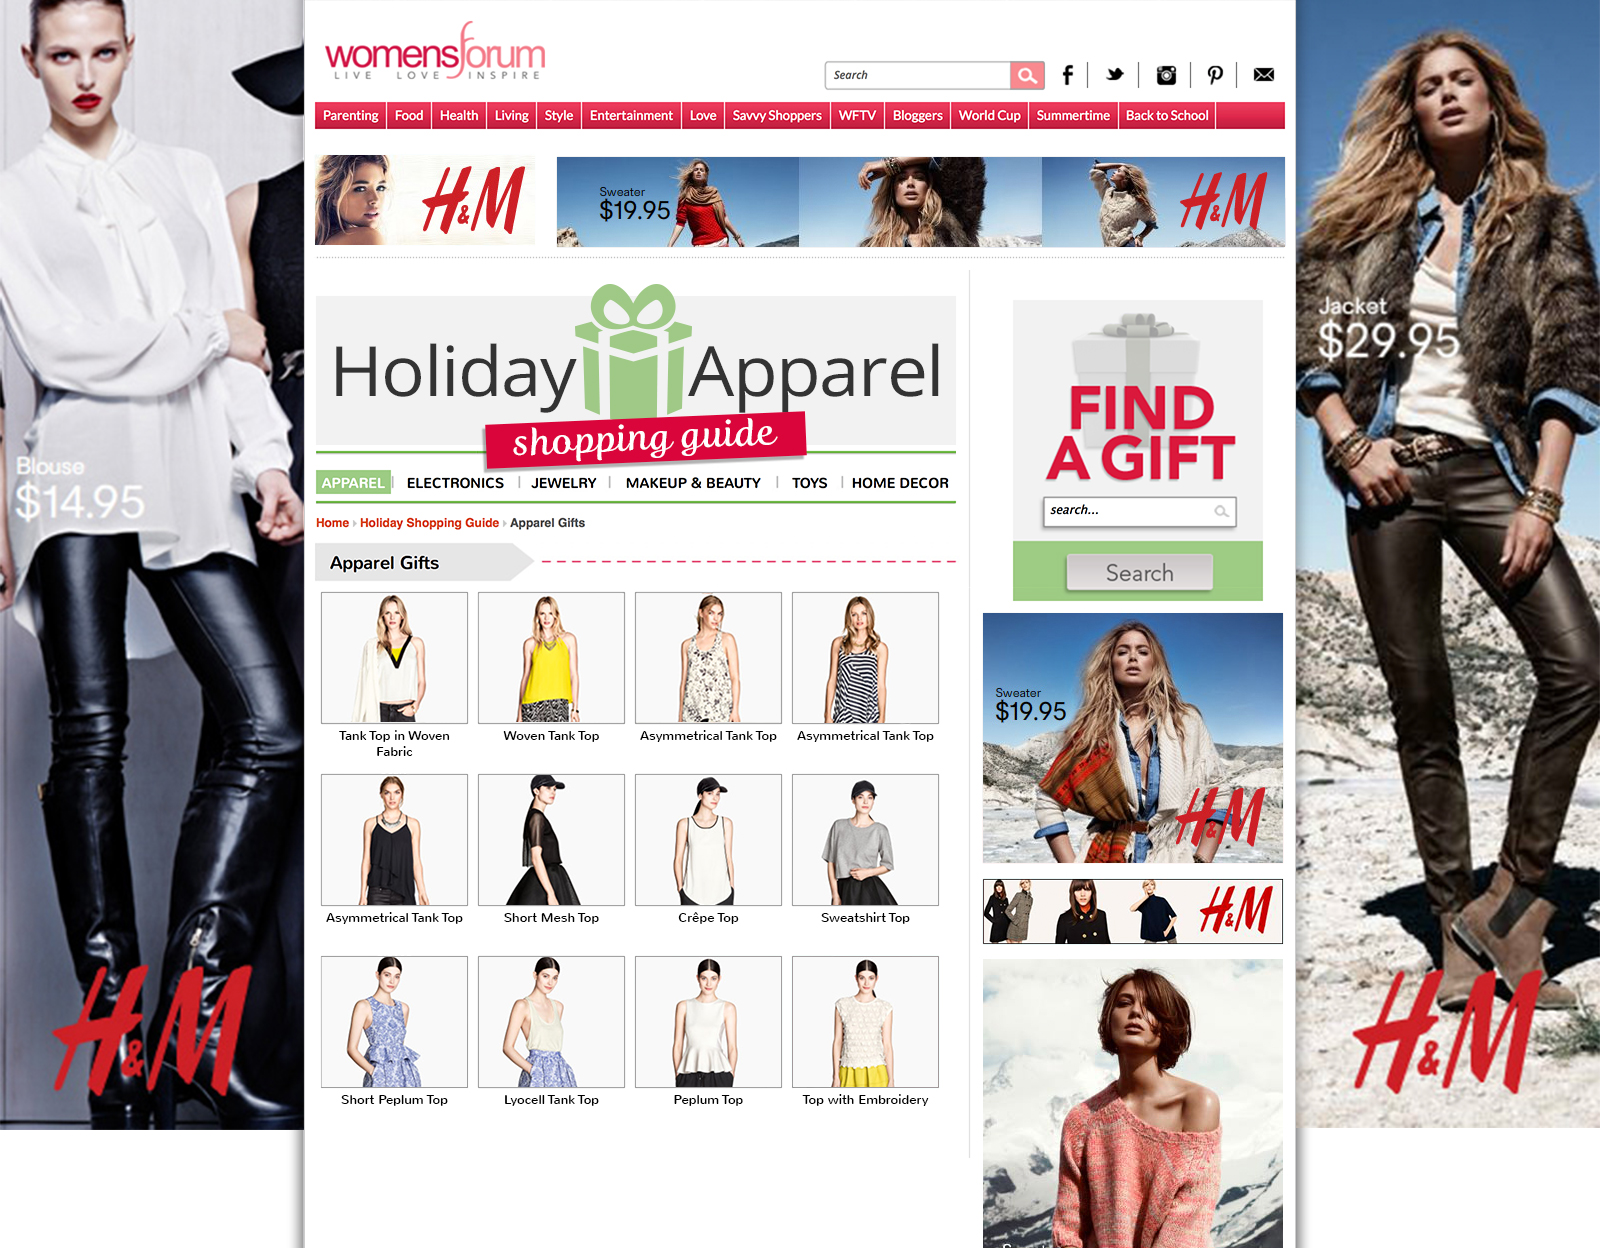 womensforum
LIVE LOVE INSPIRE
Search
Parenting Food Health Living Style Entertainment Love Savvy Shoppers WFTV Bloggers World Cup Summertime Back to School
H&M
Sweater
$19.95
H&M
Holiday Apparel
shopping guide
APPAREL ELECTRONICS JEWELRY MAKEUP & BEAUTY TOYS HOME DECOR
Home Holiday Shopping Guide Apparel Gifts
Apparel Gifts
Tank Top in Woven
Fabric
Woven Tank Top
Asymmetrical Tank Top
Asymmetrical Tank Top
Asymmetrical Tank Top
Short Mesh Top
Crêpe Top
Sweatshirt Top
Short Peplum Top
Lyocell Tank Top
Peplum Top
Top with Embroidery
FIND
A GIFT
search...
Search
Sweater
$19.95
H&M
H&M
Blouse
$14.95
H&M
Jacket
$29.95
H&M